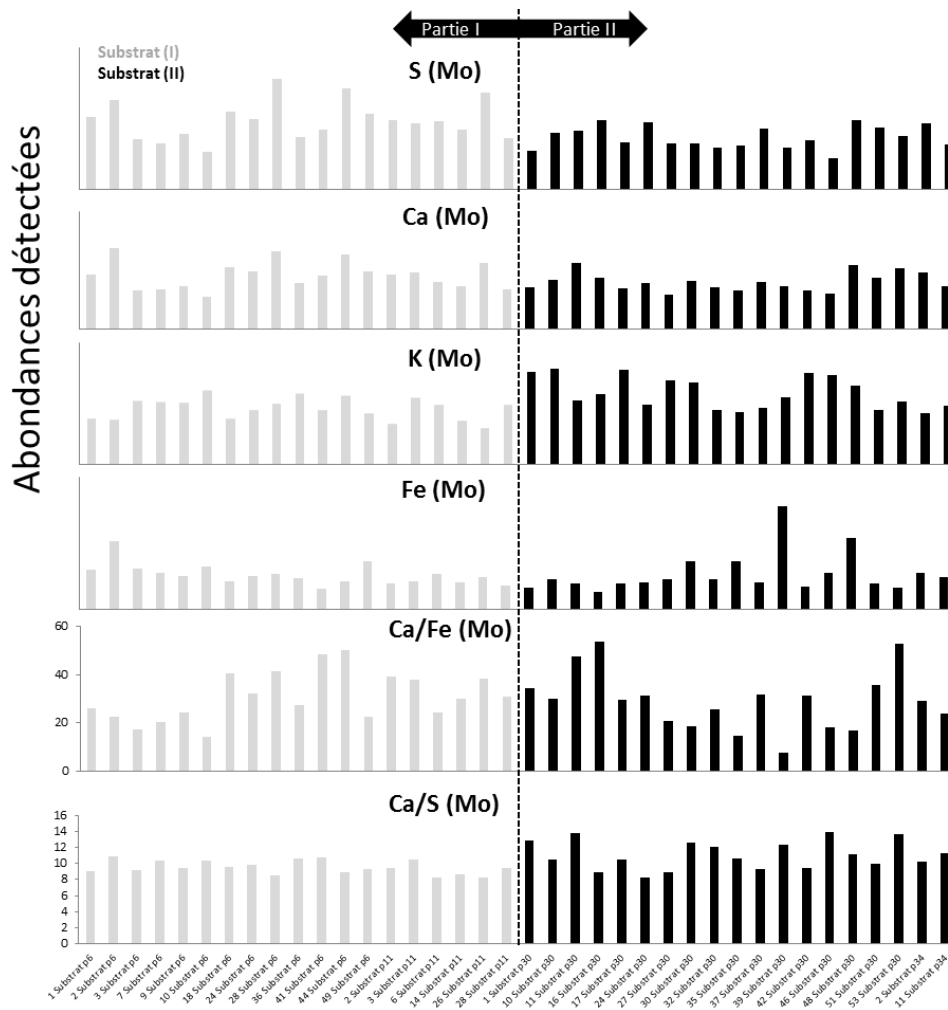 Partie I
Partie II
Substrat (I)
Substrat (II)
Abondances détectées
S (Mo)
Ca (Mo)
K (Mo)
Fe (Mo)
Ca/Fe (Mo)
60
40
20
0
Ca/S (Mo)
16
14
12
10
8
6
4
2
0
1 Substrat p6
2 Substrat p6
3 Substrat p6
7 Substrat p6
9 Substrat p6
10 Substrat p6
18 Substrat p6
24 Substrat p6
28 Substrat p6
36 Substrat p6
41 Substrat p6
44 Substrat p6
49 Substrat p6
2 Substrat p11
3 Substrat p11
6 Substrat p11
14 Substrat p11
26 Substrat p11
28 Substrat p11
1 Substrat p30
10 Substrat p30
11 Substrat p30
16 Substrat p30
17 Substrat p30
24 Substrat p30
27 Substrat p30
30 Substrat p30
32 Substrat p30
35 Substrat p30
37 Substrat p30
39 Substrat p30
42 Substrat p30
46 Substrat p30
48 Substrat p30
51 Substrat p30
53 Substrat p30
2 Substrat p34
11 Substrat p34